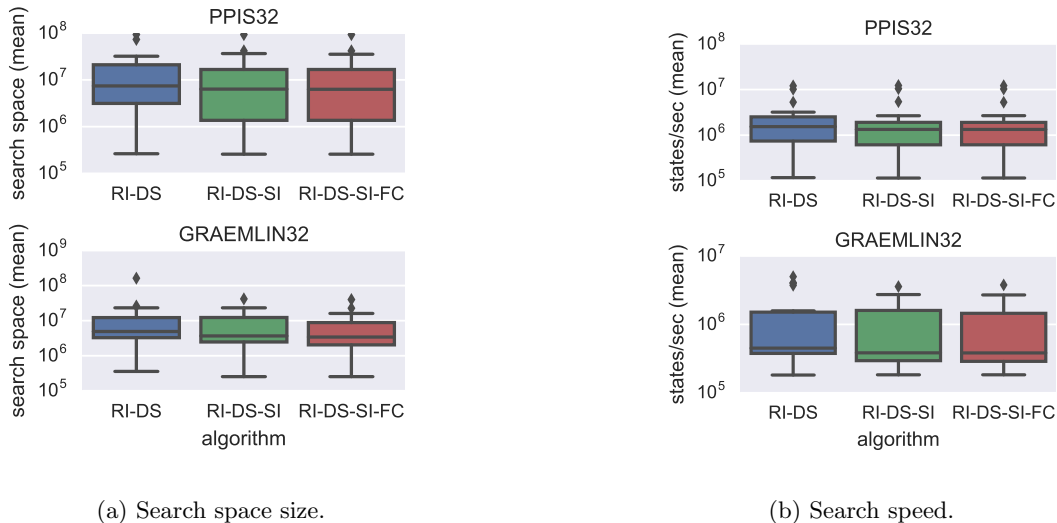 PPIS32
search space (mean)
10^8
10^7
10^6
10^5
RI-DS RI-DS-SI RI-DS-SI-FC
GRAEMLIN32
search space (mean)
10^9
10^8
10^7
10^6
10^5
RI-DS RI-DS-SI RI-DS-SI-FC
algorithm
(a) Search space size.
PPIS32
states/sec (mean)
10^8
10^7
10^6
10^5
RI-DS RI-DS-SI RI-DS-SI-FC
GRAEMLIN32
states/sec (mean)
10^7
10^6
10^5
RI-DS RI-DS-SI RI-DS-SI-FC
algorithm
(b) Search speed.